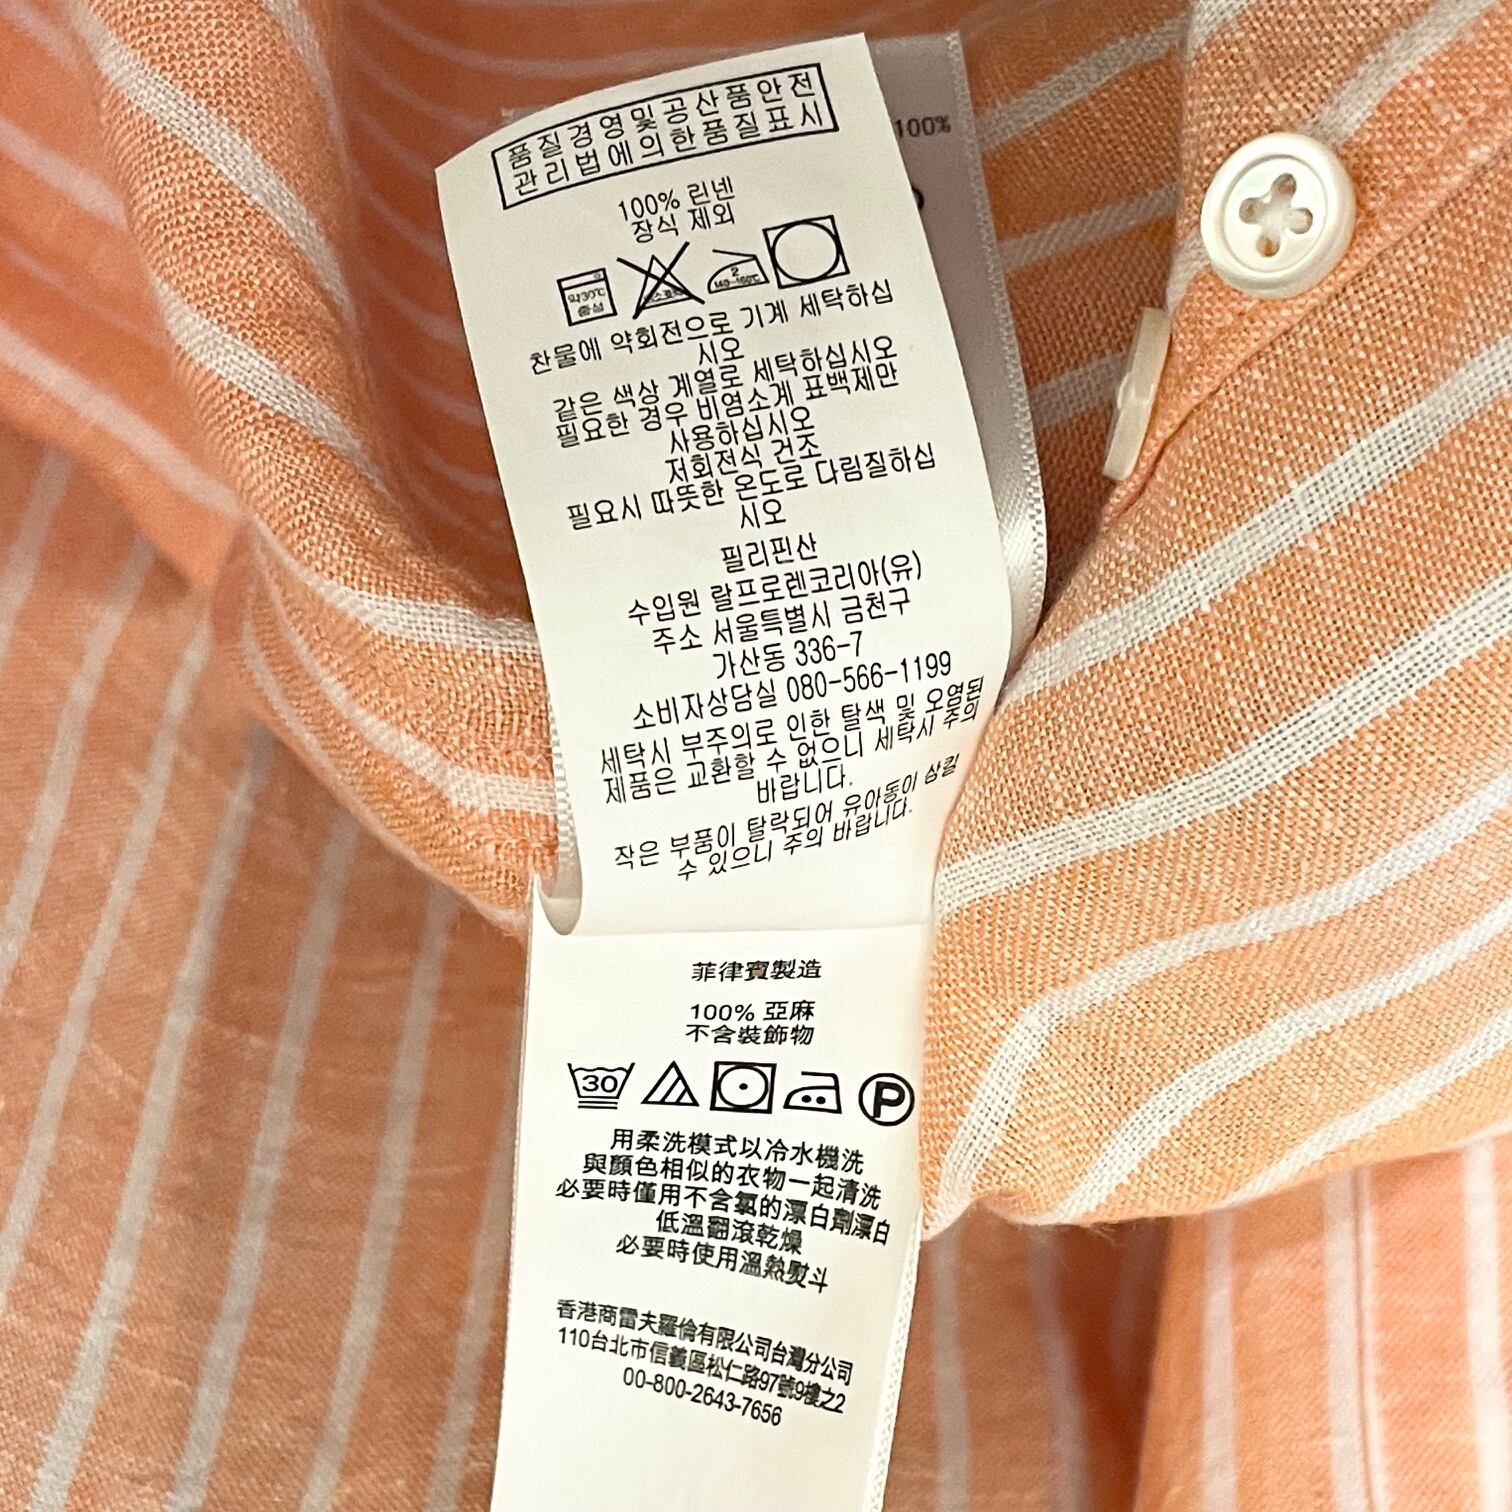 품질경영및공산품안전
관리법에의한품질표시
100%
100% 린넨
장식 제외
약30℃
중성
2
140~160℃
찬물에 약회전으로 기계 세탁하십
시오
같은 색상 계열로 세탁하십시오
필요한 경우 비염소계 표백제만
사용하십시오
저회전식 건조
필요시 따뜻한 온도로 다림질하십
시오
필리핀산
수입원 랄프로렌코리아(유)
주소 서울특별시 금천구
가산동 336-7
소비자상담실 080-566-1199
세탁시 부주의로 인한 탈색 및 오염된
제품은 교환할 수 없으니 세탁시 주의
바랍니다.
작은 부품이 탈락되어 유아동이 삼킬
수 있으니 주의 바랍니다.
菲律賓製造
100% 亞麻
不含裝飾物
30
P
用柔洗模式以冷水機洗
與顏色相似的衣物一起清洗
必要時僅用不含氯的漂白劑漂白
低溫翻滾乾燥
必要時使用溫熱熨斗
香港商雷夫羅倫有限公司台灣分公司
110台北市信義區松仁路97號9樓之2
00-800-2643-7656